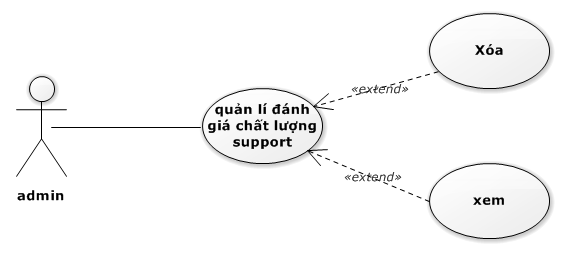 Xóa
«extend»
quản lí đánh
giá chất lượng
support
«extend»
admin
xem